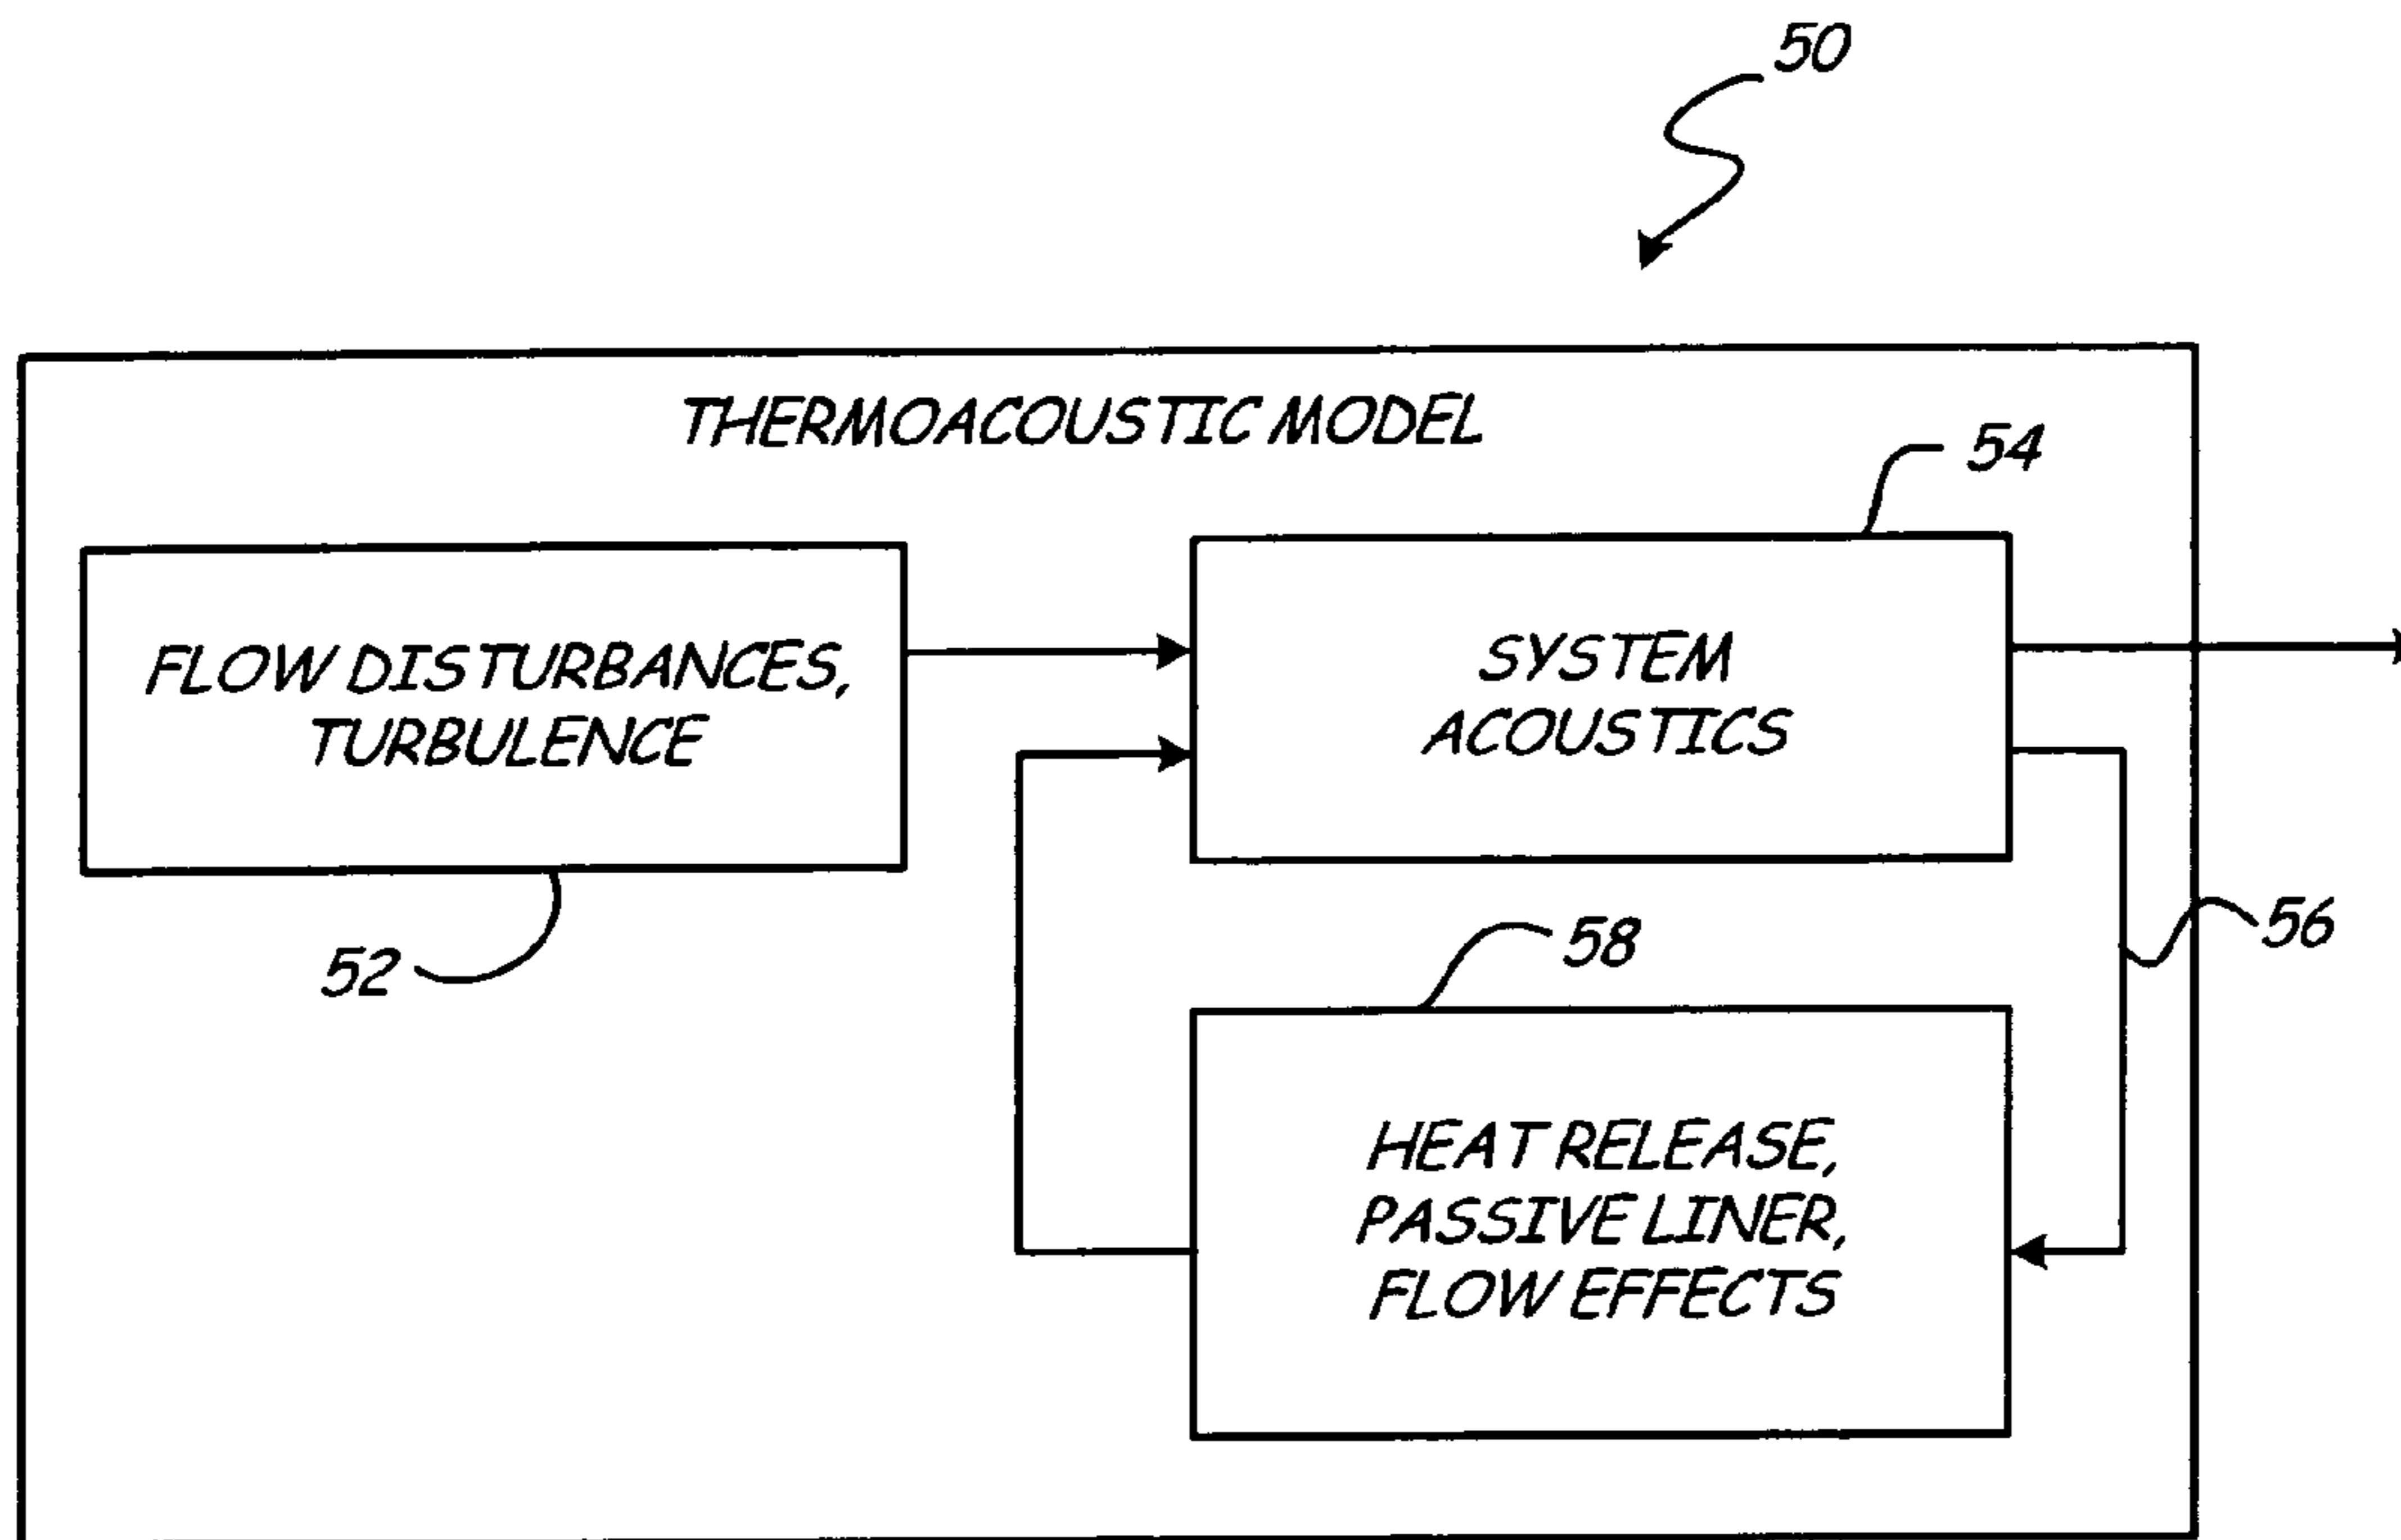 50
THERMOACOUSTIC MODEL
54
FLOW DISTURBANCES,
TURBULENCE
SYSTEM
ACOUSTICS
52
58
56
HEAT RELEASE,
PASSIVE LINER,
FLOW EFFECTS